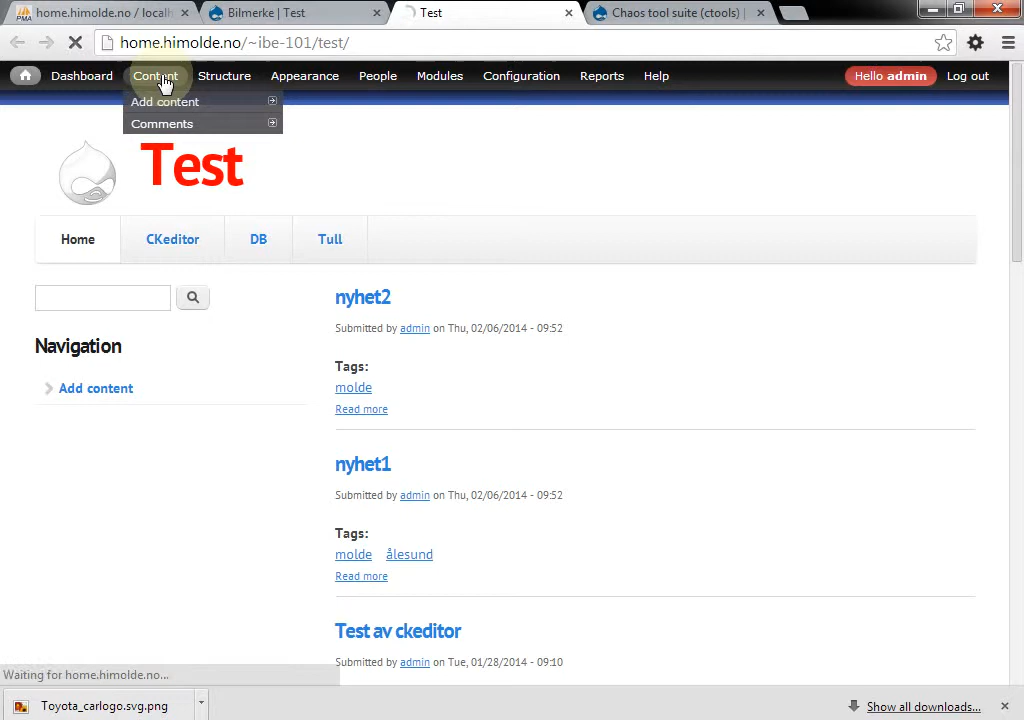 home.himolde.no / localh
Bilmerke | Test
Test
Chaos tool suite (ctools) |
home.himolde.no/~ibe-101/test/
Dashboard Content Structure Appearance People Modules Configuration Reports Help Hello admin Log out
Add content
Comments
Test
Home CKeditor DB Tull
nyhet2
Submitted by admin on Thu, 02/06/2014 - 09:52
Navigation
Tags:
molde
Add content
Read more
nyhet1
Submitted by admin on Thu, 02/06/2014 - 09:52
Tags:
molde ålesund
Read more
Test av ckeditor
Submitted by admin on Tue, 01/28/2014 - 09:10
Waiting for home.himolde.no...
Toyota_carlogo.svg.png
Show all downloads...